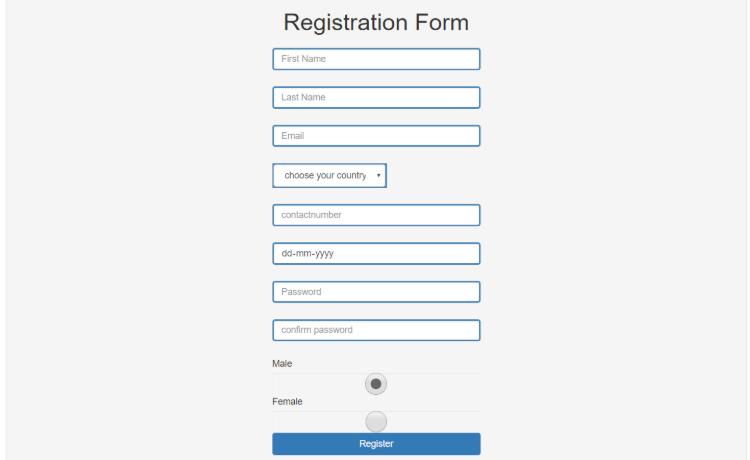 Registration Form
First Name
Last Name
Email
choose your country
contactnumber
dd-mm-yyyy
Password
confirm password
Male
Female
Register